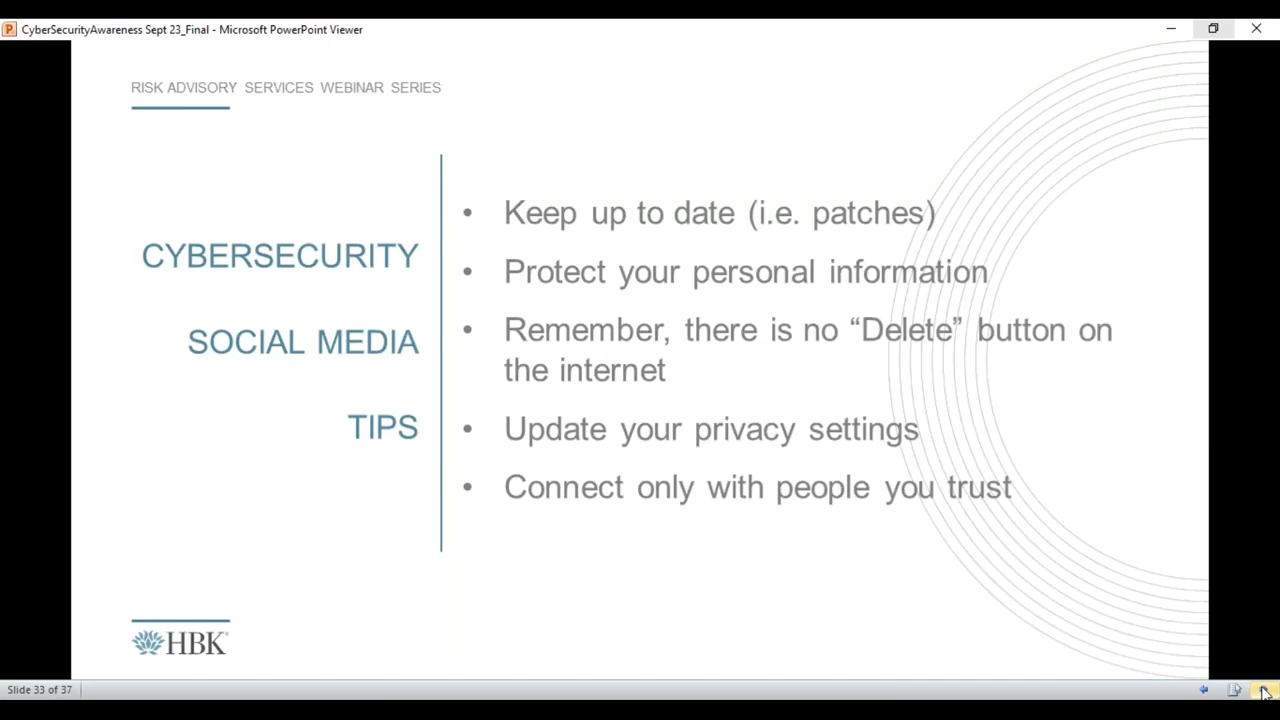 CyberSecurityAwareness Sept 23_Final - Microsoft PowerPoint Viewer
RISK ADVISORY SERVICES WEBINAR SERIES
CYBERSECURITY
SOCIAL MEDIA
TIPS
• Keep up to date (i.e. patches)
• Protect your personal information
• Remember, there is no “Delete” button on
the internet
• Update your privacy settings
• Connect only with people you trust
HBK
Slide 33 of 37